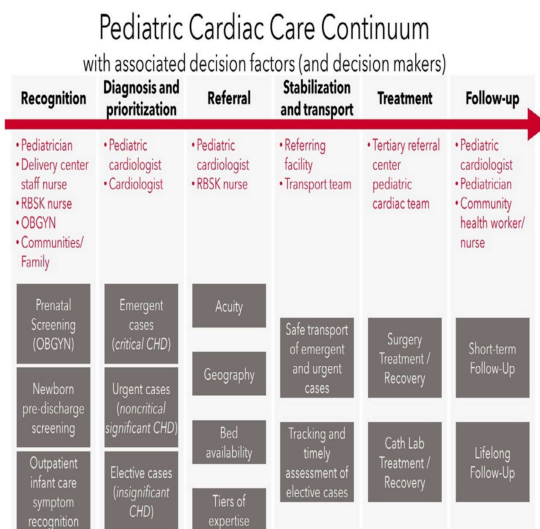 Pediatric Cardiac Care Continuum
with associated decision factors (and decision makers)
Recognition
Diagnosis and
prioritization
Referral
Stabilization
and transport
Treatment
Follow-up
• Pediatrician
• Delivery center
staff nurse
• RBSK nurse
• OBGYN
• Communities/
Family
• Pediatric
cardiologist
• Cardiologist
• Pediatric
cardiologist
• RBSK nurse
• Referring
facility
• Transport team
• Tertiary referral
center
pediatric
cardiac team
• Pediatric
cardiologist
• Pediatrician
• Community
health worker/
nurse
Prenatal
Screening
(OBGYN)
Newborn
pre-discharge
screening
Outpatient
infant care
symptom
recognition
Emergent
cases
(critical CHD)
Urgent cases
(noncritical
significant CHD)
Elective cases
(insignificant
CHD)
Acuity
Geography
Bed
availability
Tiers of
expertise
Safe transport
of emergent
and urgent
cases
Tracking and
timely
assessment of
elective cases
Surgery
Treatment /
Recovery
Cath Lab
Treatment /
Recovery
Short-term
Follow-Up
Lifelong
Follow-Up